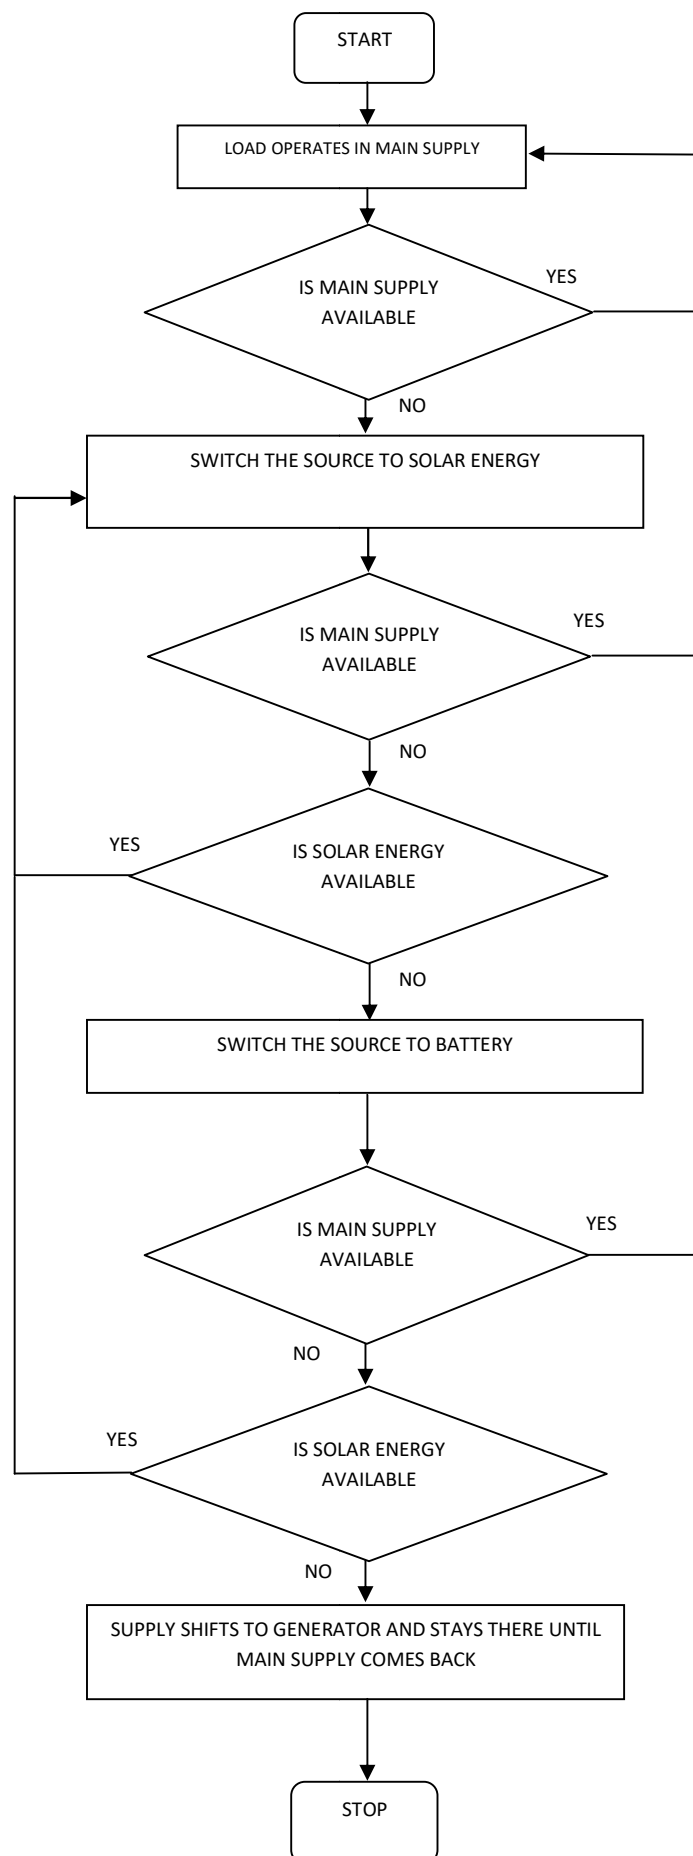 START
LOAD OPERATES IN MAIN SUPPLY
IS MAIN SUPPLY
AVAILABLE
YES
NO
SWITCH THE SOURCE TO SOLAR ENERGY
IS MAIN SUPPLY
AVAILABLE
YES
NO
YES
IS SOLAR ENERGY
AVAILABLE
NO
SWITCH THE SOURCE TO BATTERY
IS MAIN SUPPLY
AVAILABLE
YES
NO
YES
IS SOLAR ENERGY
AVAILABLE
NO
SUPPLY SHIFTS TO GENERATOR AND STAYS THERE UNTIL
MAIN SUPPLY COMES BACK
STOP